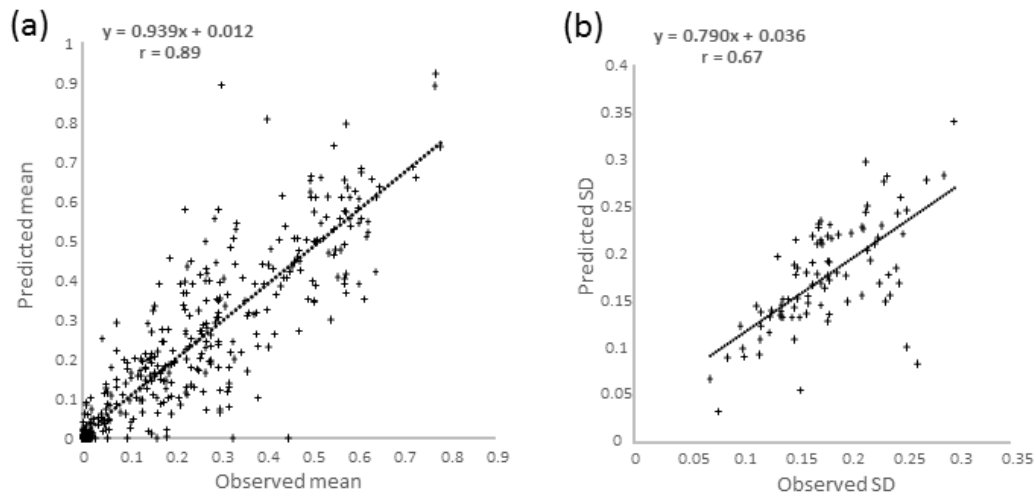 (a)
y = 0.939x + 0.012
r = 0.89
1
0.9
0.8
0.7
0.6
0.5
0.4
0.3
0.2
0.1
0
Predicted mean
0 0.1 0.2 0.3 0.4 0.5 0.6 0.7 0.8 0.9
Observed mean
(b)
y = 0.790x + 0.036
r = 0.67
0.4
0.35
0.3
0.25
0.2
0.15
0.1
0.05
0
Predicted SD
0 0.05 0.1 0.15 0.2 0.25 0.3 0.35
Observed SD